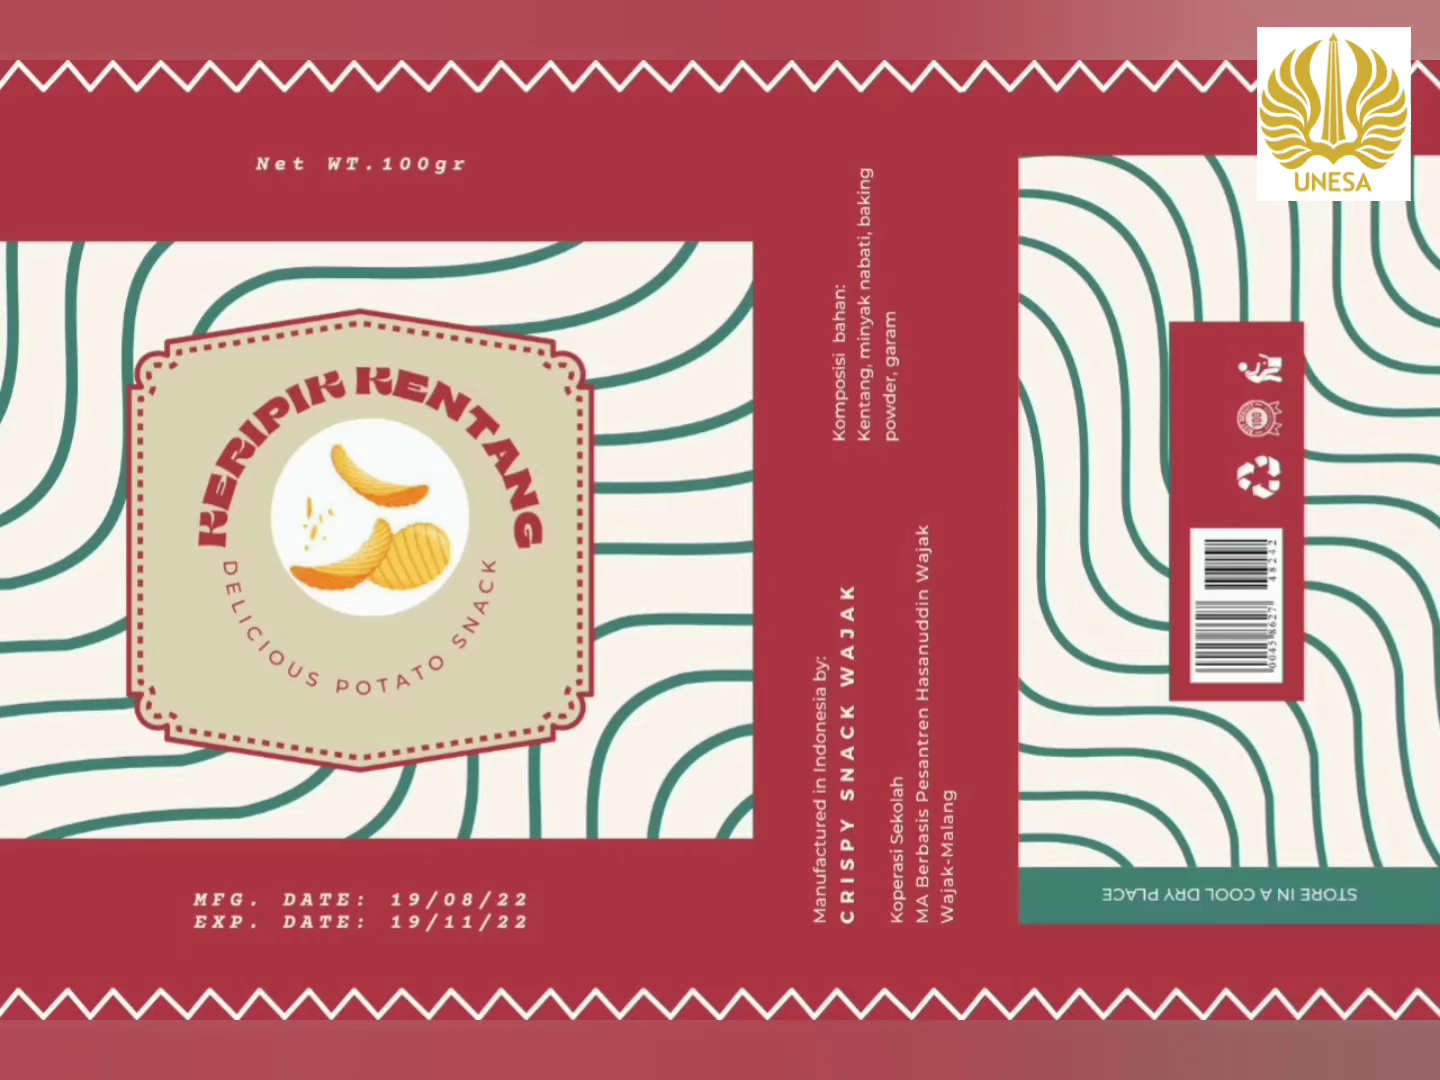 Net WT.100gr
KERIPIK KENTANG
DELICIOUS POTATO SNACK
MFG. DATE: 19/08/22
EXP. DATE: 19/11/22
Komposisi bahan:
Kentang, minyak nabati, baking
powder, garam
Manufactured in Indonesia by:
CRISPY SNACK WAJAK
Koperasi Sekolah
MA Berbasis Pesantren Hasanuddin Wajak
Wajak-Malang
UNESA
48242
STORE IN A COOL DRY PLACE